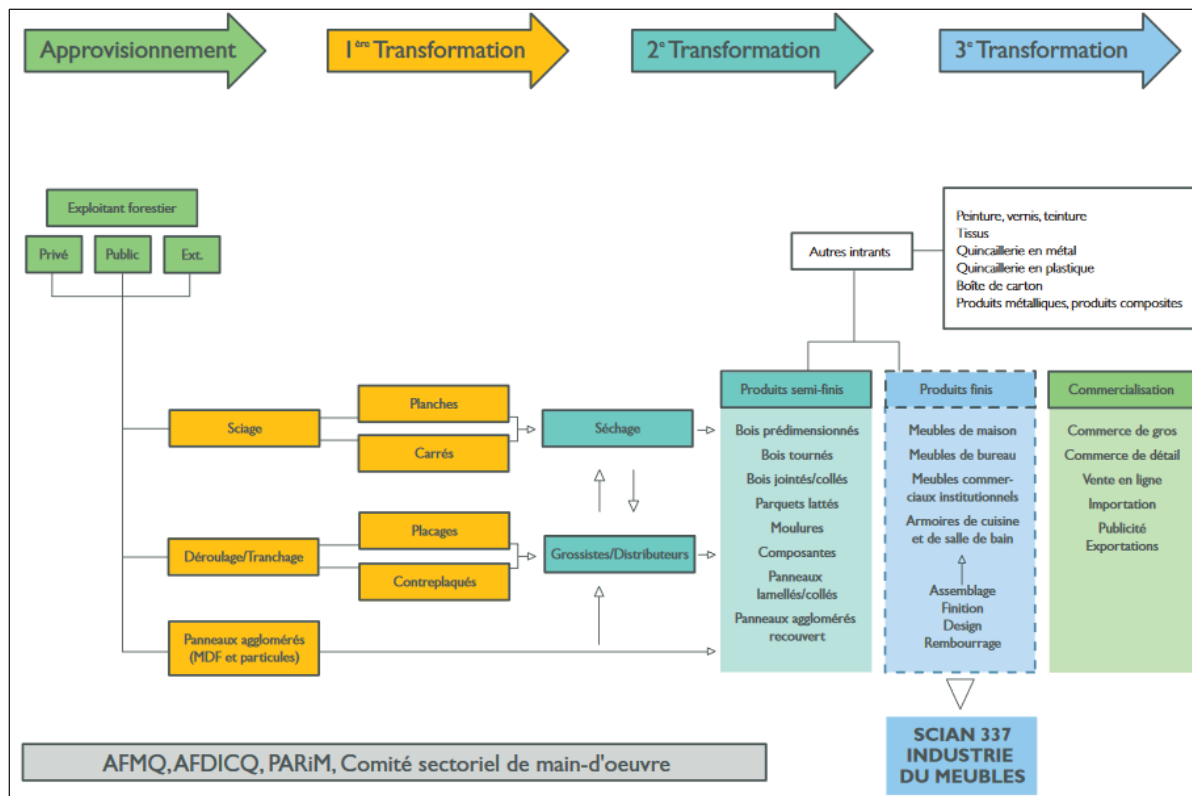 Approvisionnement
1ère Transformation
2e Transformation
3e Transformation
Exploitant forestier
Privé
Public
Ext.
Autres intrants
Peinture, vernis, teinture
Tissus
Quincaillerie en métal
Quincaillerie en plastique
Boîte de carton
Produits métalliques, produits composites
Sciage
Planches
Carrés
Séchage
Déroulage/Tranchage
Placages
Contreplaqués
Grossistes/Distributeurs
Panneaux agglomérés
(MDF et particules)
Produits semi-finis
Bois prédimensionnés
Bois tournés
Bois jointés/collés
Parquets lattés
Moulures
Composantes
Panneaux
lamellés/collés
Panneaux agglomérés
recouvert
Produits finis
Meubles de maison
Meubles de bureau
Meubles commer-
ciaux institutionnels
Armoires de cuisine
et de salle de bain
Assemblage
Finition
Design
Rembourrage
Commercialisation
Commerce de gros
Commerce de détail
Vente en ligne
Importation
Publicité
Exportations
SCIAN 337
INDUSTRIE
DU MEUBLES
AFMQ, AFDICQ, PARiM, Comité sectoriel de main-d'oeuvre